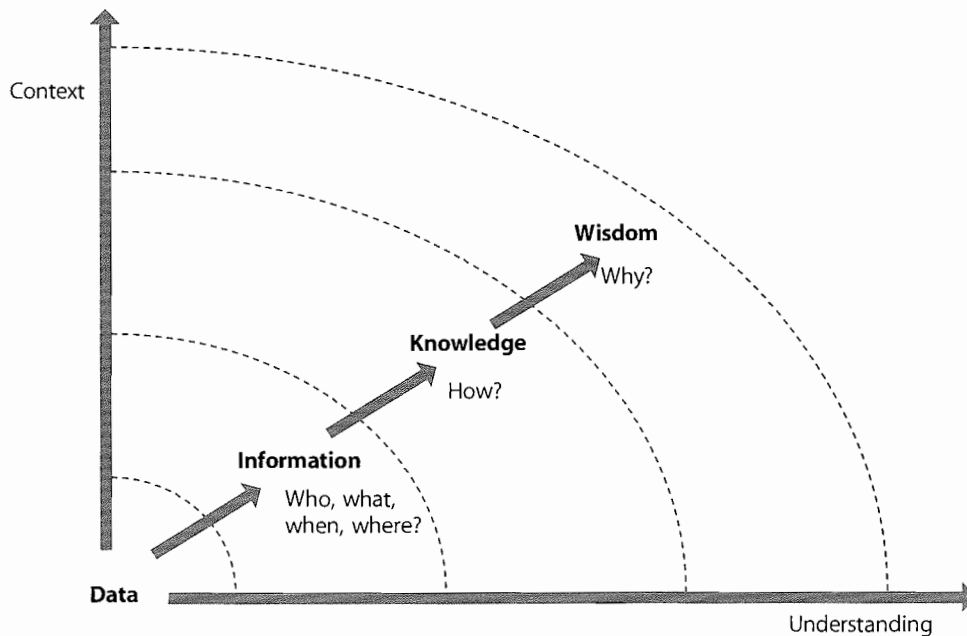 Context
Wisdom
Why?
Knowledge
How?
Information
Who, what,
when, where?
Data
Understanding